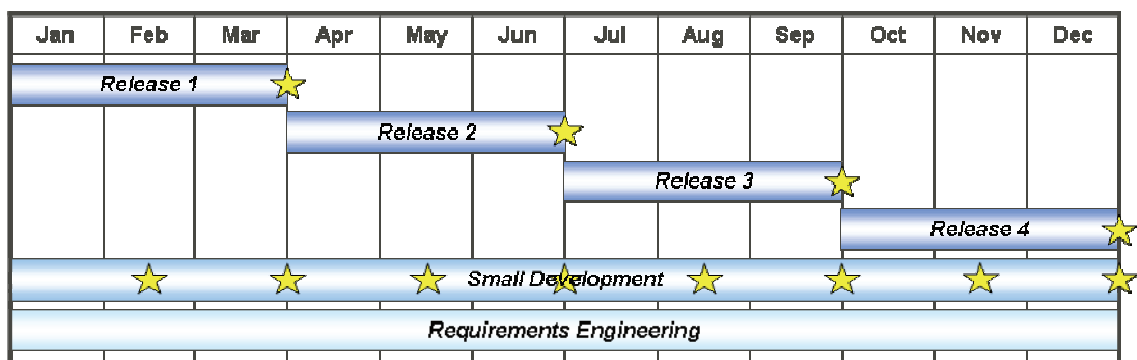 Jan Feb Mar Apr May Jun Jul Aug Sep Oct Nov Dec
Release 1
Release 2
Release 3
Release 4
Small Development
Requirements Engineering